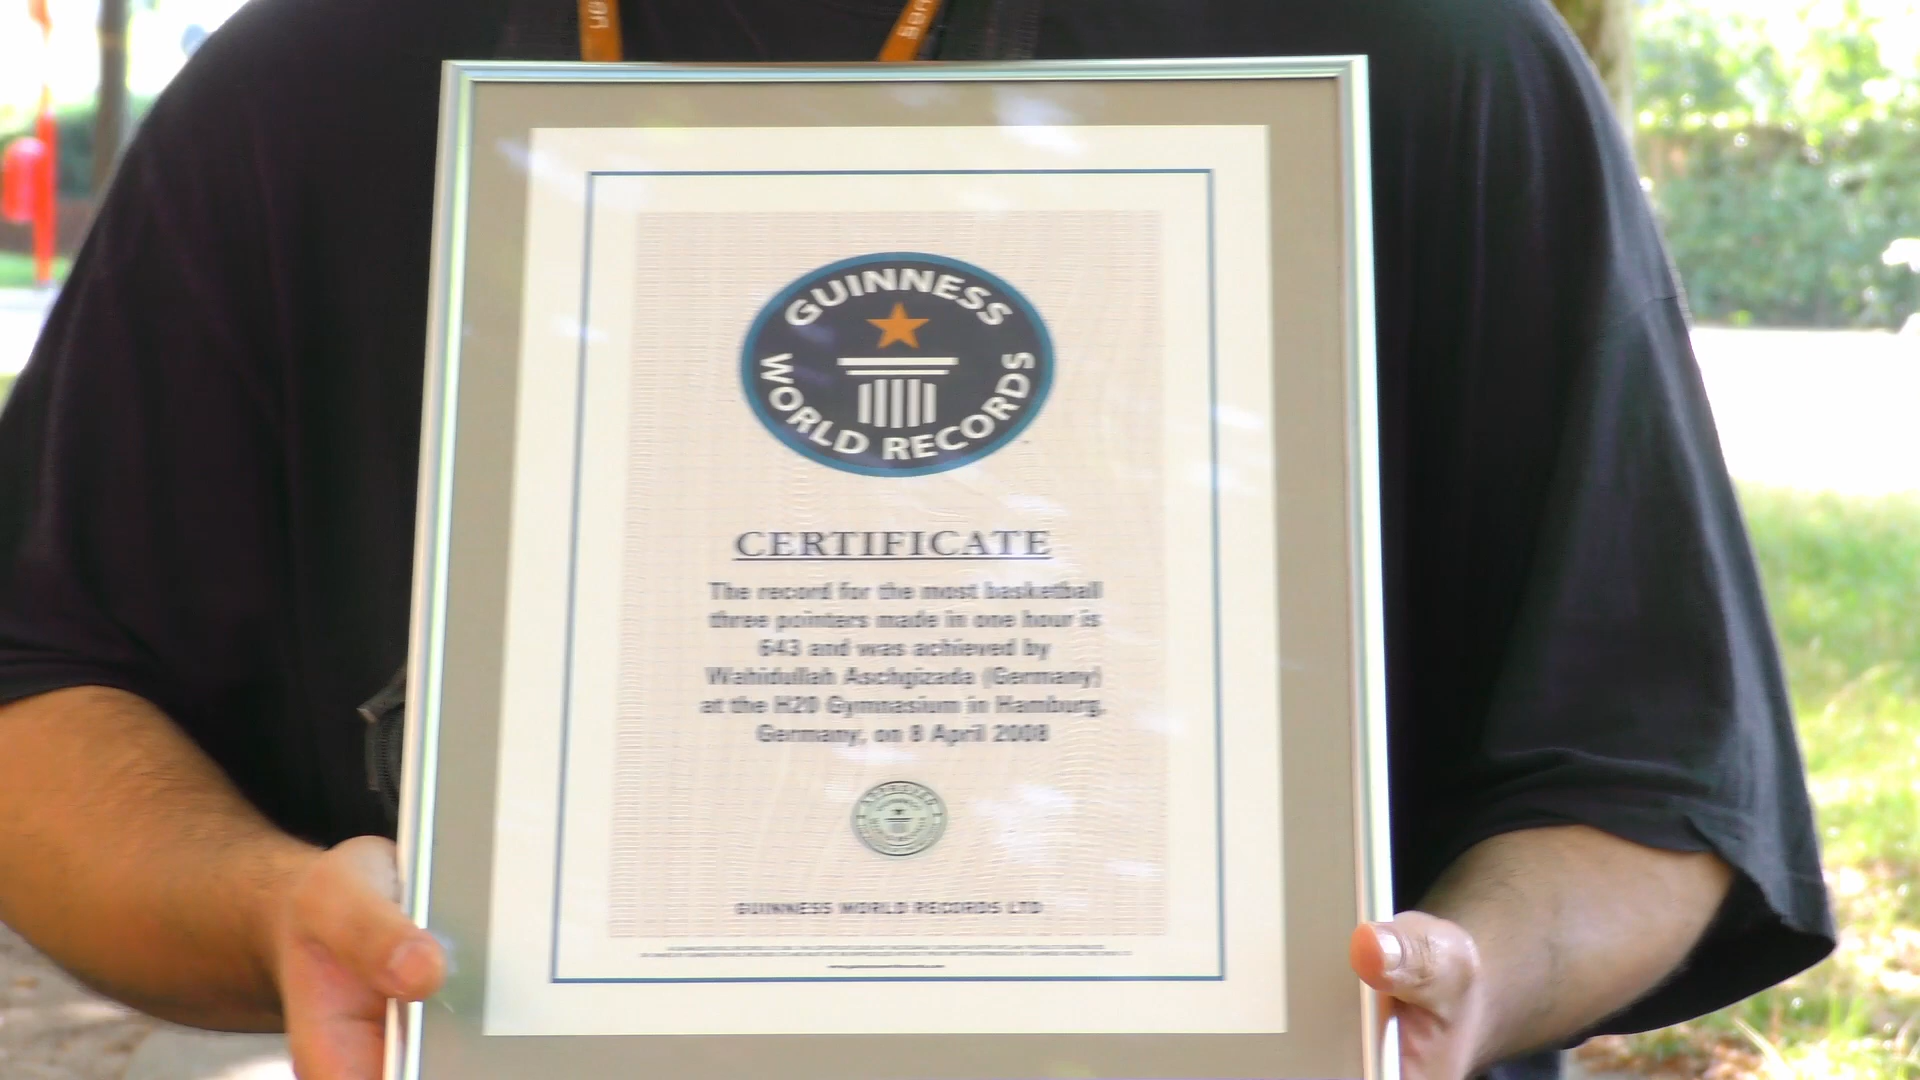 GUINNESS
WORLD RECORDS
CERTIFICATE
The record for the most basketball
three pointers made in one hour is
643 and was achieved by
Wahidullah Aschgizada (Germany)
at the H20 Gymnasium in Hamburg,
Germany, on 8 April 2008
GUINNESS WORLD RECORDS LTD